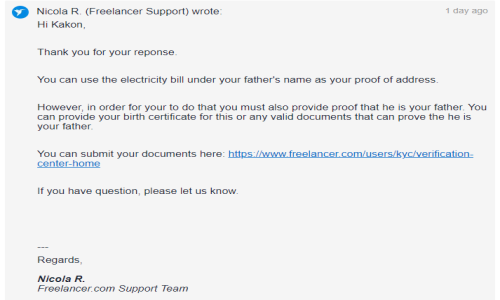 Nicola R. (Freelancer Support) wrote:
1 day ago
Hi Kakon,
Thank you for your reponse.
You can use the electricity bill under your father's name as your proof of address.
However, in order for your to do that you must also provide proof that he is your father. You
can provide your birth certificate for this or any valid documents that can prove the he is
your father.
You can submit your documents here: https://www.freelancer.com/users/kyc/verification-
center-home
If you have question, please let us know.
---
Regards,
Nicola R.
Freelancer.com Support Team